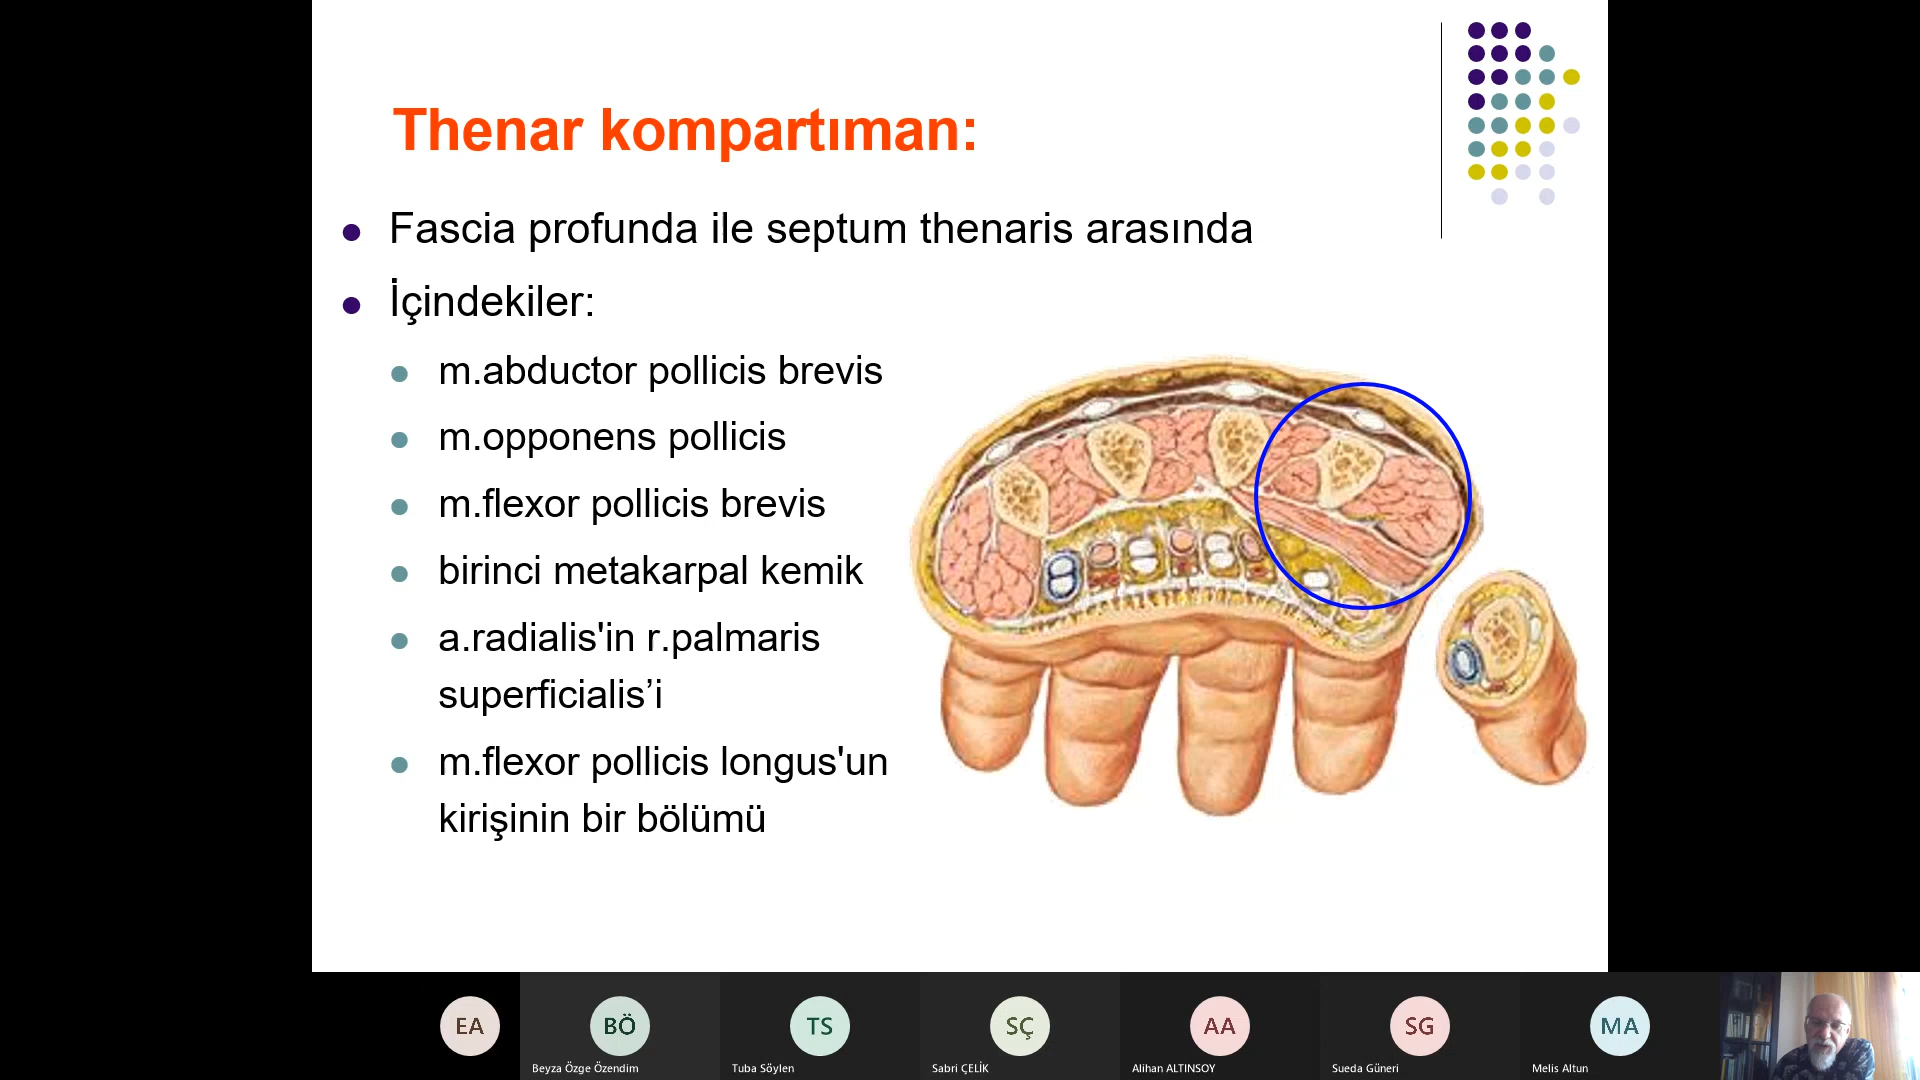 Thenar kompartıman:
Fascia profunda ile septum thenaris arasında
İçindekiler:
m.abductor pollicis brevis
m.opponens pollicis
m.flexor pollicis brevis
birinci metakarpal kemik
a.radialis'in r.palmaris
superficialis’i
m.flexor pollicis longus'un
kirişinin bir bölümü
EA
BÖ
TS
SÇ
AA
SG
MA
Beyza Özge Özendim
Tuba Söylen
Sabri ÇELİK
Alihan ALTINSOY
Sueda Güneri
Melis Altun